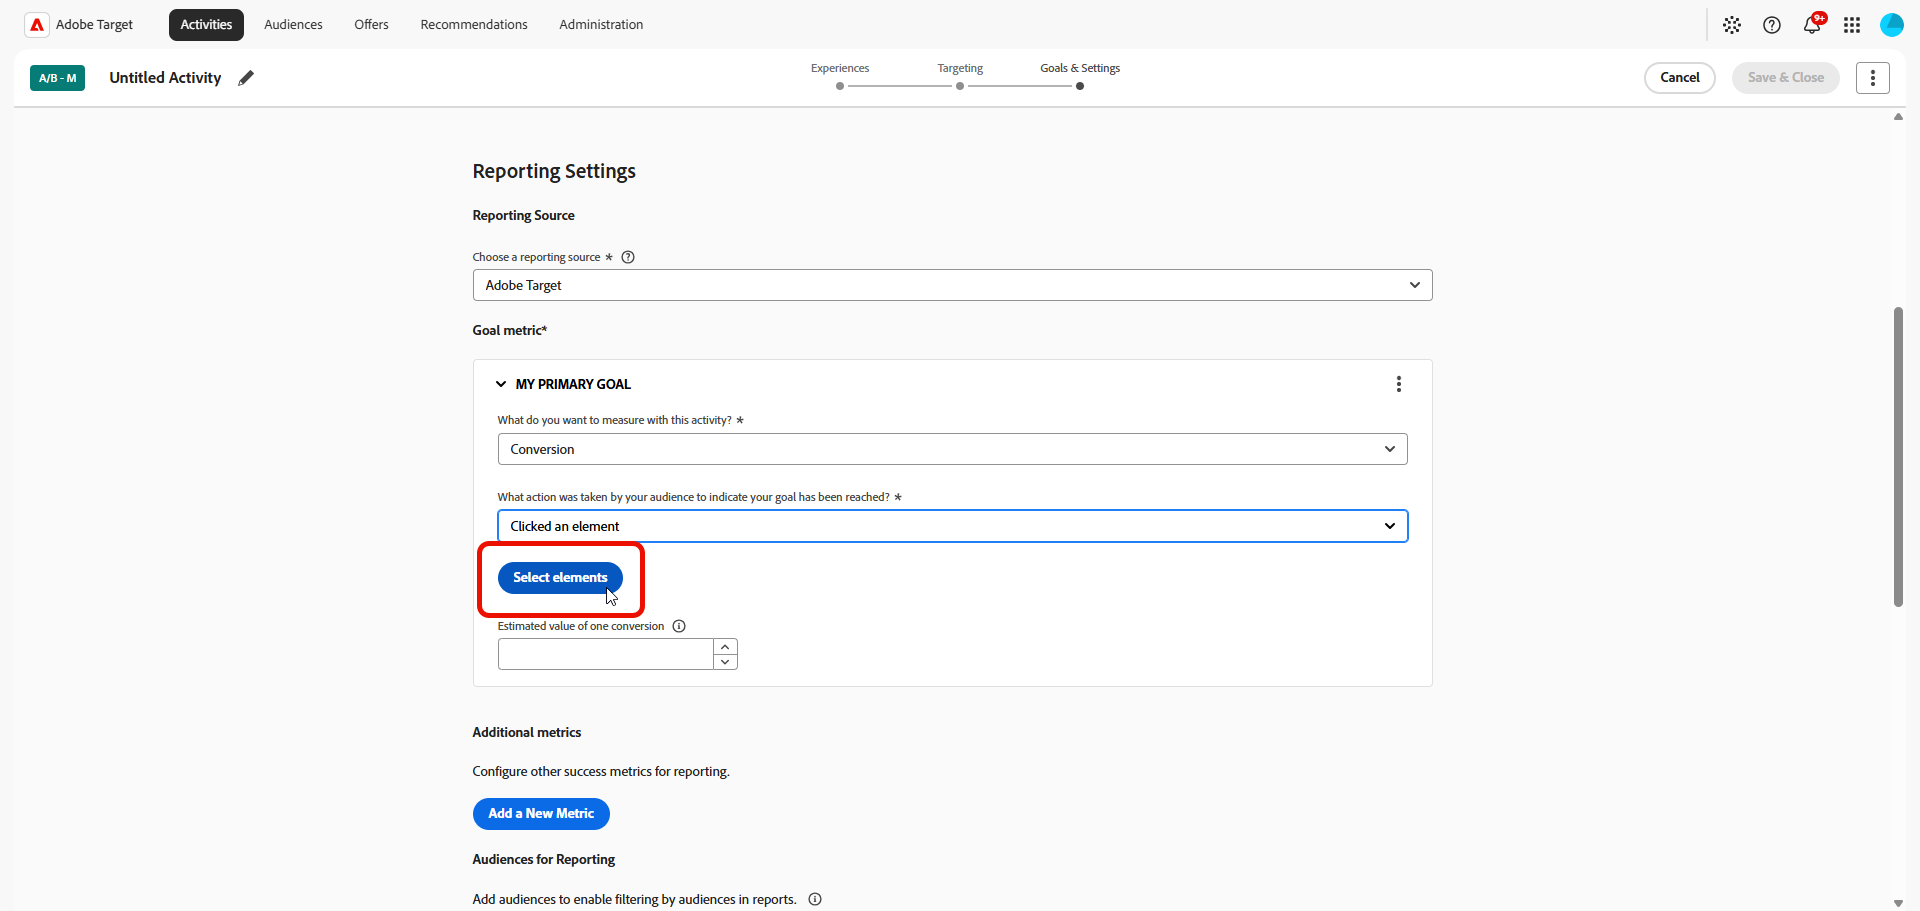 Adobe Target
Activities
Audiences
Offers
Recommendations
Administration
9+
A/B - M
Untitled Activity
Experiences
Targeting
Goals & Settings
Cancel
Save & Close
Reporting Settings
Reporting Source
Choose a reporting source *
Adobe Target
Goal metric*
MY PRIMARY GOAL
What do you want to measure with this activity? *
Conversion
What action was taken by your audience to indicate your goal has been reached? *
Clicked an element
Select elements
Estimated value of one conversion
Additional metrics
Configure other success metrics for reporting.
Add a New Metric
Audiences for Reporting
Add audiences to enable filtering by audiences in reports.